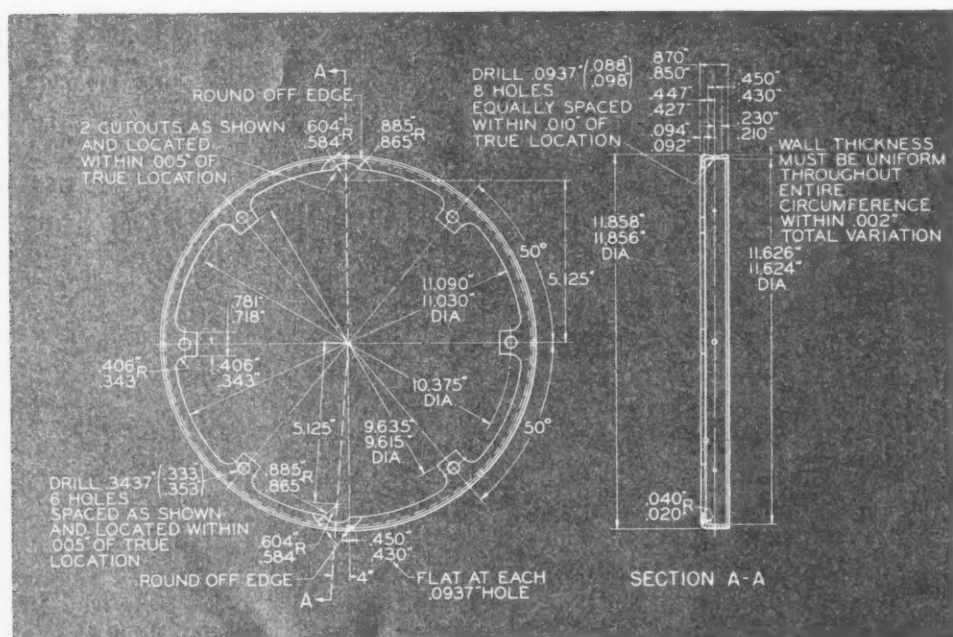 A
ROUND OFF EDGE
2 CUTOUTS AS SHOWN
AND LOCATED
WITHIN .005" OF
TRUE LOCATION
.604"
.584" R
.885"
.865" R
DRILL .0937" (.088"
.098")
8 HOLES
EQUALLY SPACED
WITHIN .010" OF
TRUE LOCATION
.870"
.850"
.447"
.427"
.094"
.092"
.450"
.430"
.230"
.210"
WALL THICKNESS
MUST BE UNIFORM
THROUGHOUT
ENTIRE
CIRCUMFERENCE
WITHIN .002"
TOTAL VARIATION
50°
5.125"
11.858"
11.856"
DIA.
11.626"
11.624"
DIA.
11.090"
11.030"
DIA.
.781"
.718"
.406"
.343" R
.406"
.343"
10.375"
DIA.
5.125"
9.635"
9.615"
DIA.
50°
.885"
.865" R
DRILL .3437" (.333"
.353")
6 HOLES
SPACED AS SHOWN
AND LOCATED WITHIN
.005" OF TRUE
LOCATION
.604"
.584" R
.450"
.430"
.040"
.020" R
ROUND OFF EDGE
4°
FLAT AT EACH
.0937" HOLE
A
SECTION A-A